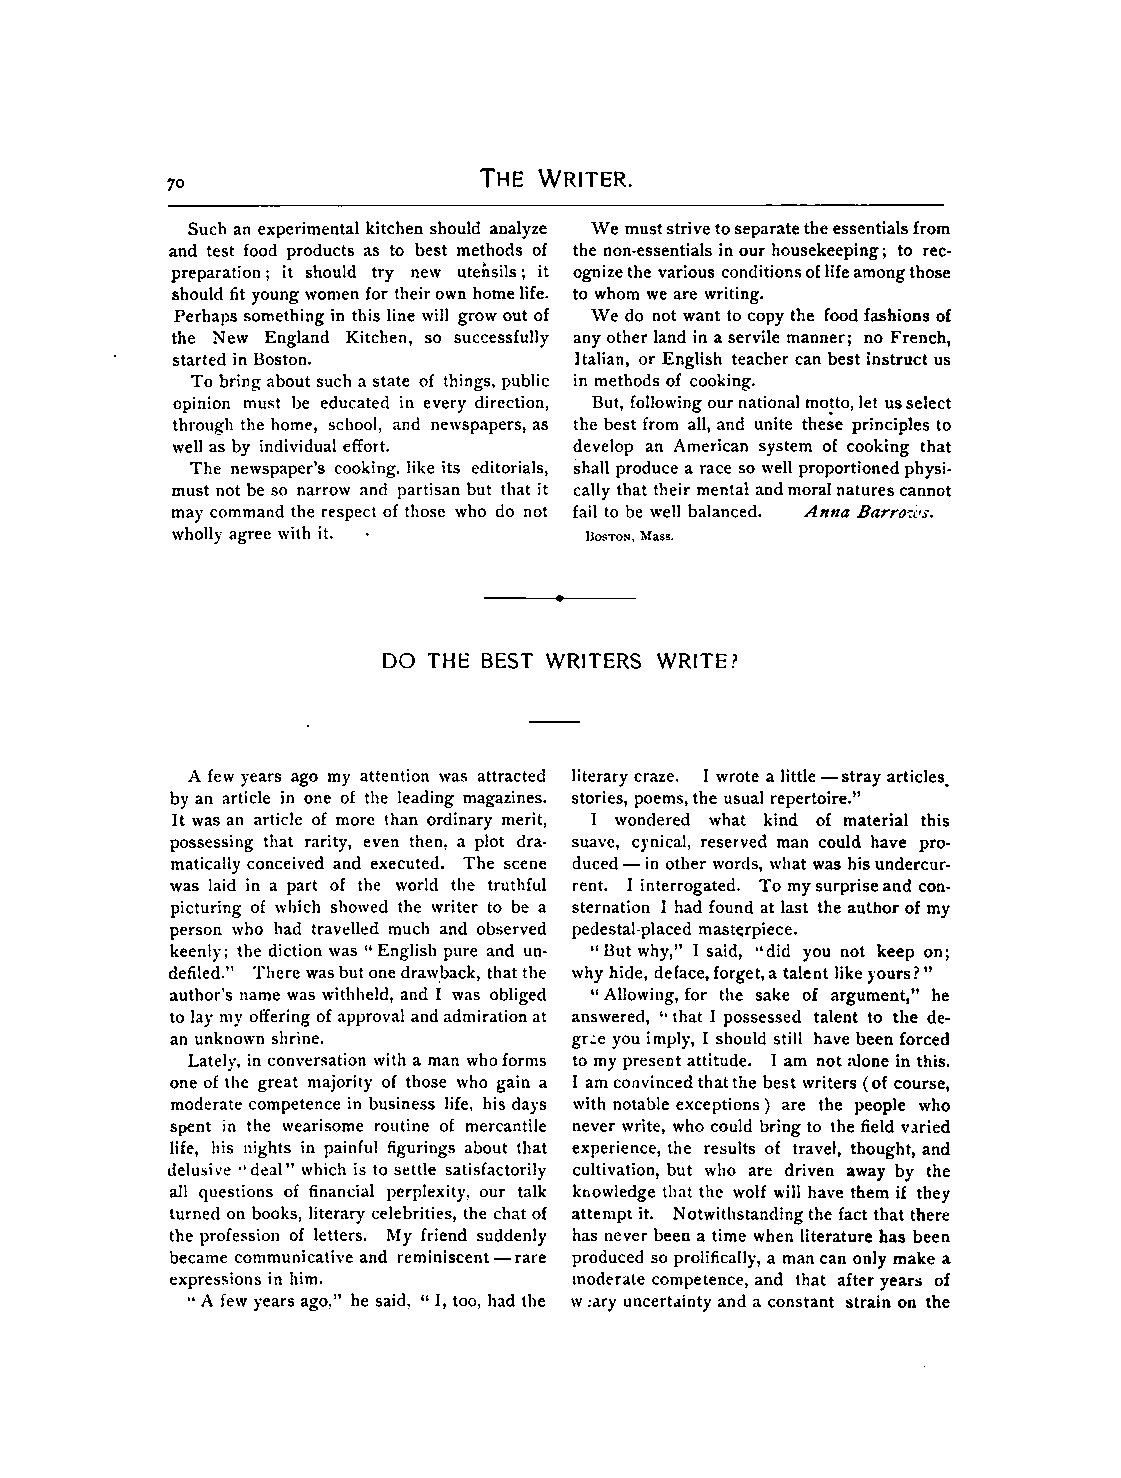 70
THE WRITER.
Such an experimental kitchen should analyze
and test food products as to best methods of
preparation; it should try new utensils; it
should fit young women for their own home life.
Perhaps something in this line will grow out of
the New England Kitchen, so successfully
started in Boston.
To bring about such a state of things, public
opinion must be educated in every direction,
through the home, school, and newspapers, as
well as by individual effort.
The newspaper's cooking, like its editorials,
must not be so narrow and partisan but that it
may command the respect of those who do not
wholly agree with it.
We must strive to separate the essentials from
the non-essentials in our housekeeping; to rec-
ognize the various conditions of life among those
to whom we are writing.
We do not want to copy the food fashions of
any other land in a servile manner; no French,
Italian, or English teacher can best instruct us
in methods of cooking.
But, following our national motto, let us select
the best from all, and unite these principles to
develop an American system of cooking that
shall produce a race so well proportioned physi-
cally that their mental and moral natures cannot
fail to be well balanced. Anna Barrows.
BOSTON, Mass.
DO THE BEST WRITERS WRITE?
A few years ago my attention was attracted
by an article in one of the leading magazines.
It was an article of more than ordinary merit,
possessing that rarity, even then, a plot dra-
matically conceived and executed. The scene
was laid in a part of the world the truthful
picturing of which showed the writer to be a
person who had travelled much and observed
keenly; the diction was "English pure and un-
defiled." There was but one drawback, that the
author's name was withheld, and I was obliged
to lay my offering of approval and admiration at
an unknown shrine.
Lately, in conversation with a man who forms
one of the great majority of those who gain a
moderate competence in business life, his days
spent in the wearisome routine of mercantile
life, his nights in painful figurings about that
delusive "deal" which is to settle satisfactorily
all questions of financial perplexity, our talk
turned on books, literary celebrities, the chat of
the profession of letters. My friend suddenly
became communicative and reminiscent — rare
expressions in him.
"A few years ago," he said, "I, too, had the
literary craze. I wrote a little — stray articles,
stories, poems, the usual repertoire."
I wondered what kind of material this
suave, cynical, reserved man could have pro-
duced — in other words, what was his undercur-
rent. I interrogated. To my surprise and con-
sternation I had found at last the author of my
pedestal-placed masterpiece.
"But why," I said, "did you not keep on;
why hide, deface, forget, a talent like yours?"
"Allowing, for the sake of argument," he
answered, "that I possessed talent to the de-
gree you imply, I should still have been forced
to my present attitude. I am not alone in this.
I am convinced that the best writers (of course,
with notable exceptions) are the people who
never write, who could bring to the field varied
experience, the results of travel, thought, and
cultivation, but who are driven away by the
knowledge that the wolf will have them if they
attempt it. Notwithstanding the fact that there
has never been a time when literature has been
produced so prolifically, a man can only make a
moderate competence, and that after years of
weary uncertainty and a constant strain on the